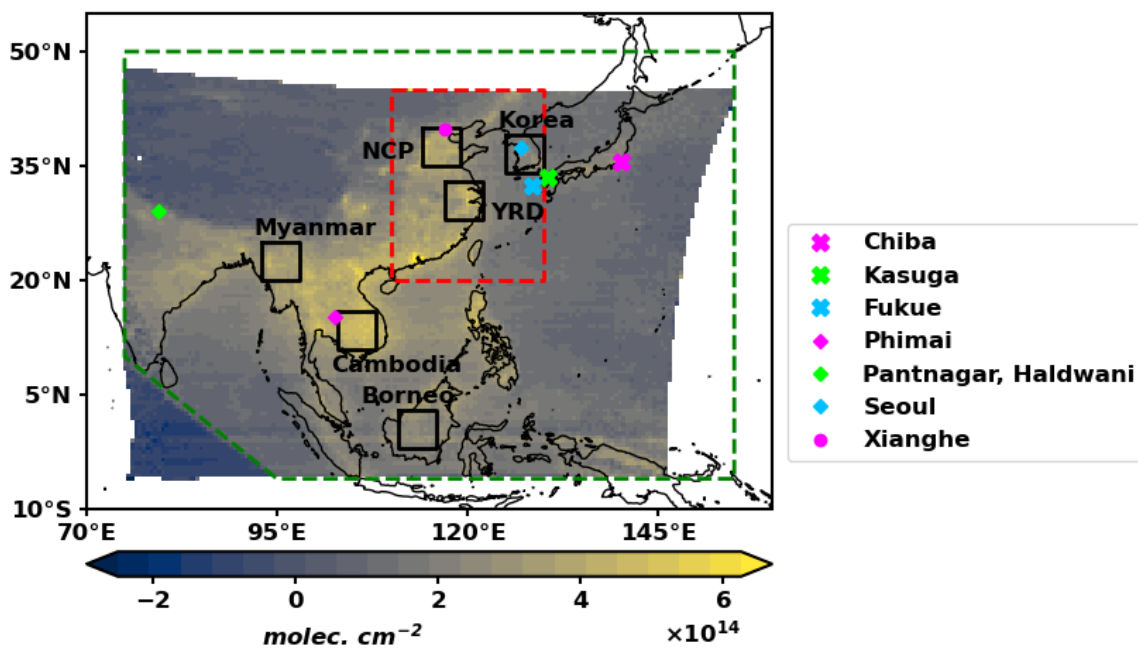 50°N
35°N
20°N
5°N
10°S
70°E
95°E
120°E
145°E
Korea
NCP
YRD
Myanmar
Cambodia
Borneo
−2
0
2
4
6
molec. cm⁻²
×10¹⁴
Chiba
Kasuga
Fukue
Phimai
Pantnagar, Haldwani
Seoul
Xianghe